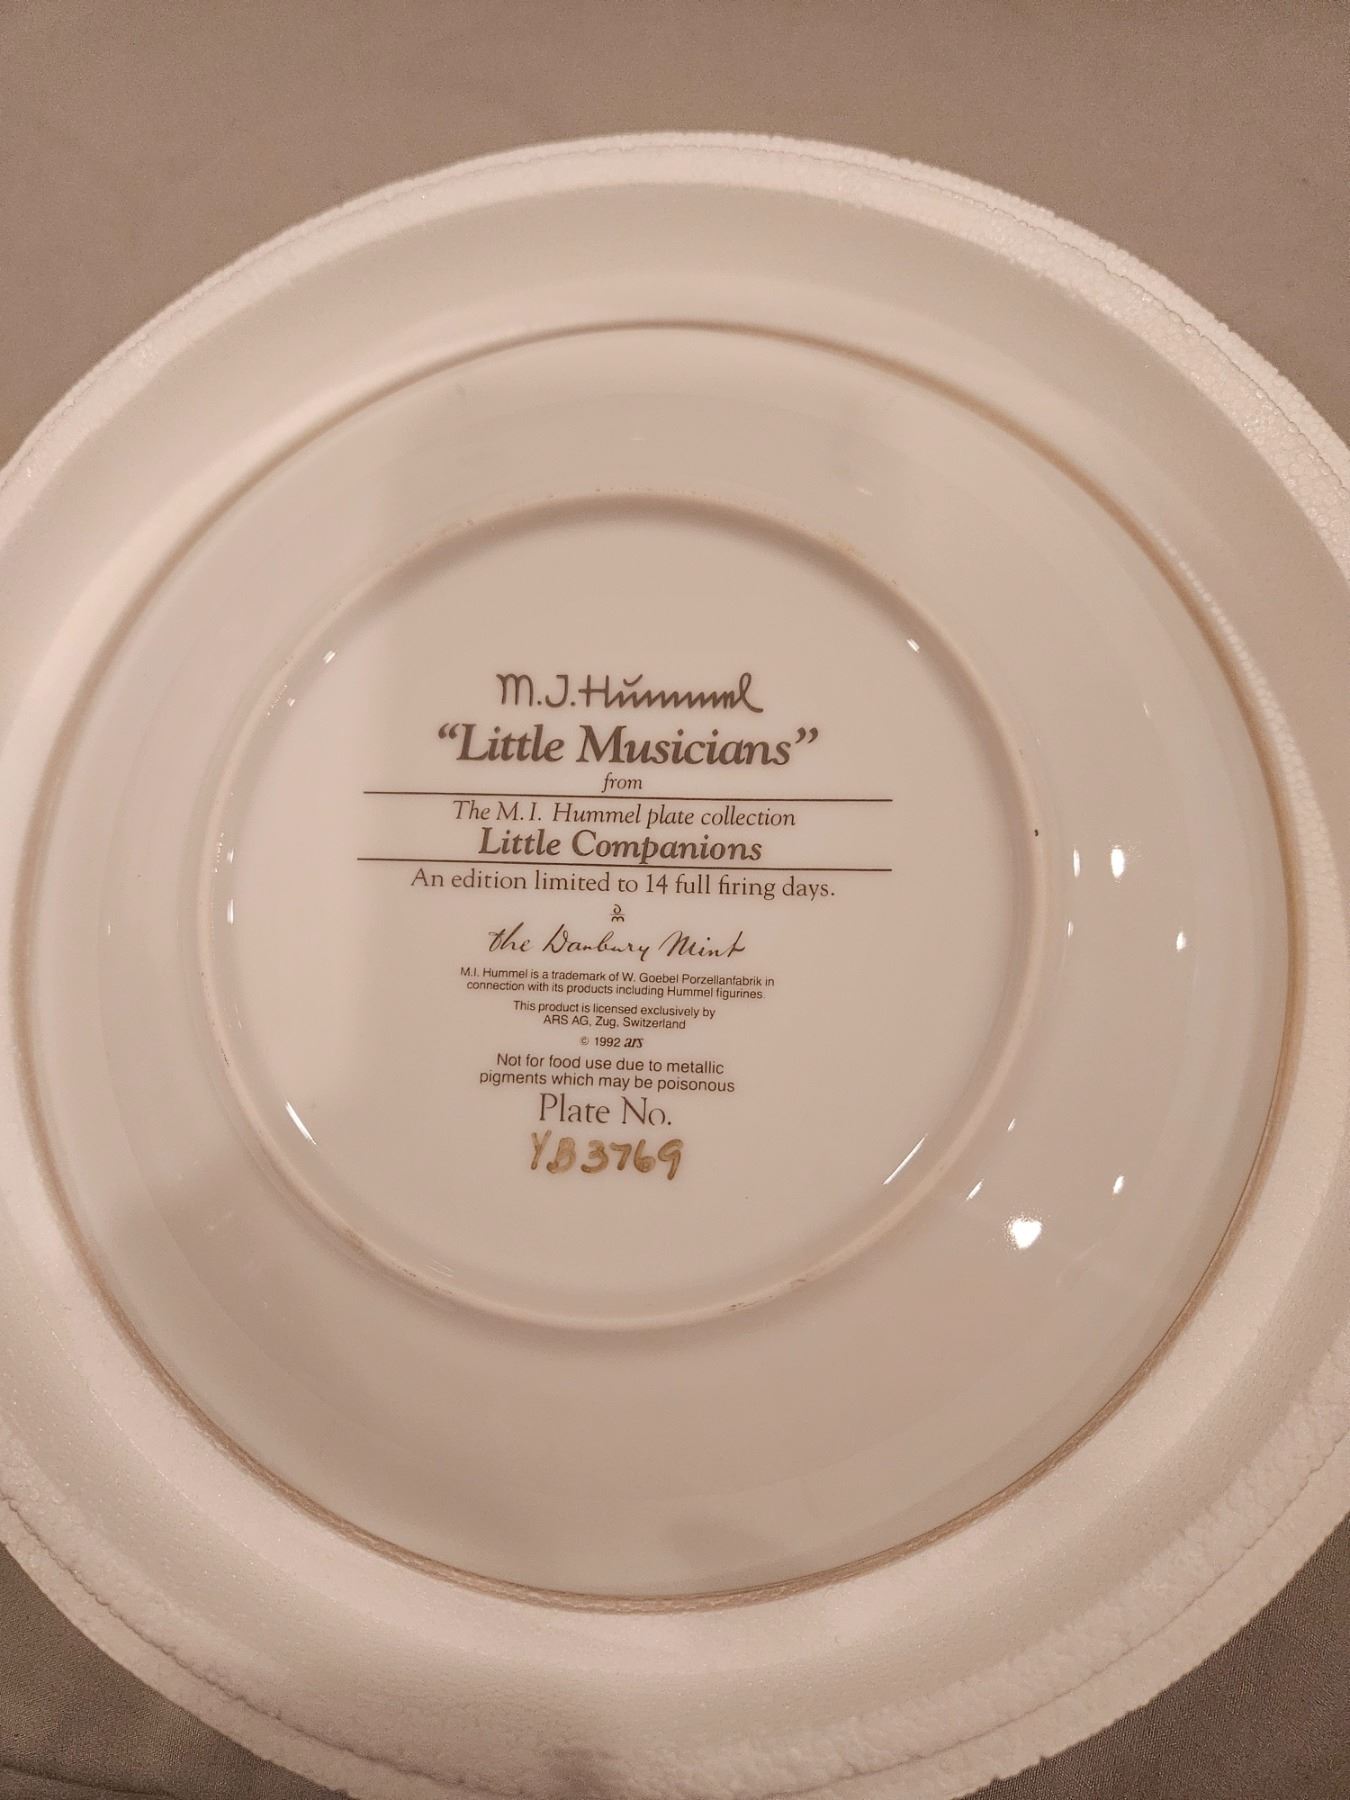 M.J.Hümmel
“Little Musicians”
from
The M. I. Hummel plate collection
Little Companions
An edition limited to 14 full firing days.
the Danbury Mint
M.I. Hummel is a trademark of W. Goebel Porzellanfabrik in
connection with its products including Hummel figurines.
This product is licensed exclusively by
ARS AG, Zug, Switzerland
© 1992 ars
Not for food use due to metallic
pigments which may be poisonous
Plate No.
YB3769